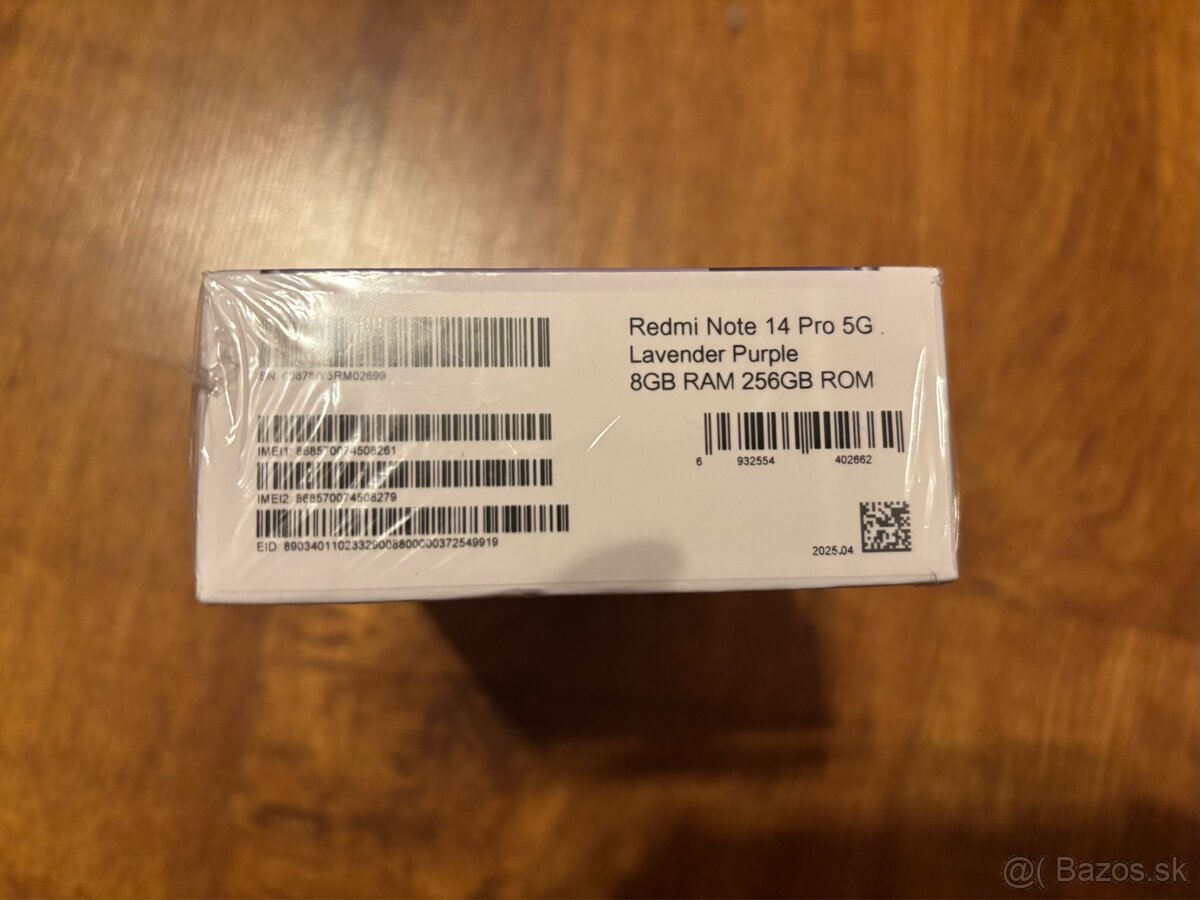 Redmi Note 14 Pro 5G
Lavender Purple
8GB RAM 256GB ROM
6 932554 402662
2025.04
SN:
IMEI1: 868570074508261
IMEI2: 868570074508279
EID: 89034011023329008800000372549919
@( Bazos.sk